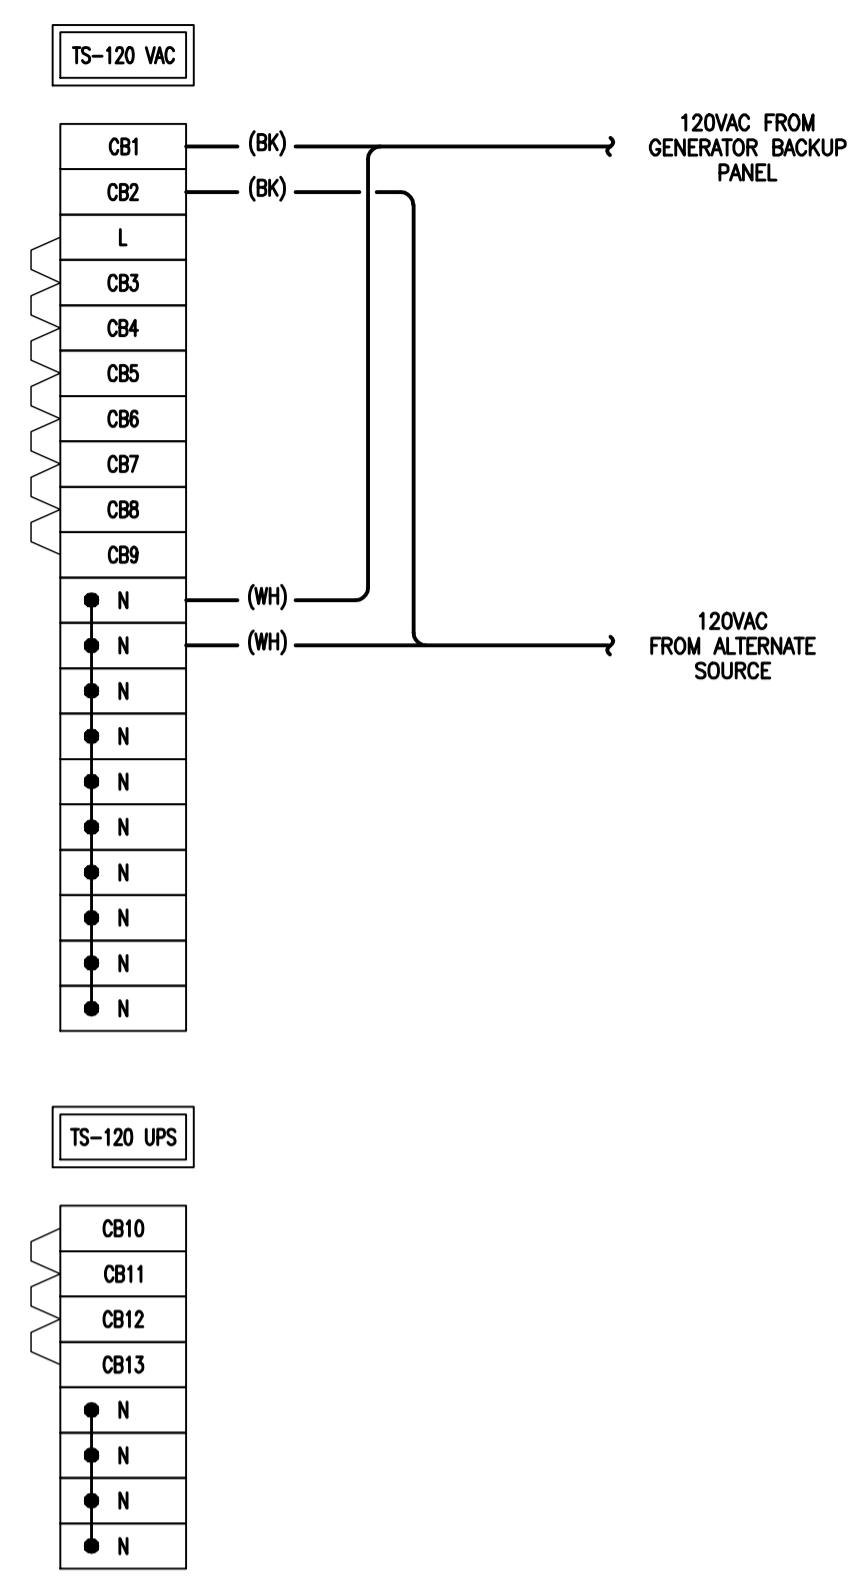 TS-120 VAC
CB1
(BK)
120VAC FROM
GENERATOR BACKUP
PANEL
CB2
(BK)
L
CB3
CB4
CB5
CB6
CB7
CB8
CB9
N
(WH)
N
(WH)
120VAC
FROM ALTERNATE
SOURCE
N
N
N
N
N
N
N
N
TS-120 UPS
CB10
CB11
CB12
CB13
N
N
N
N